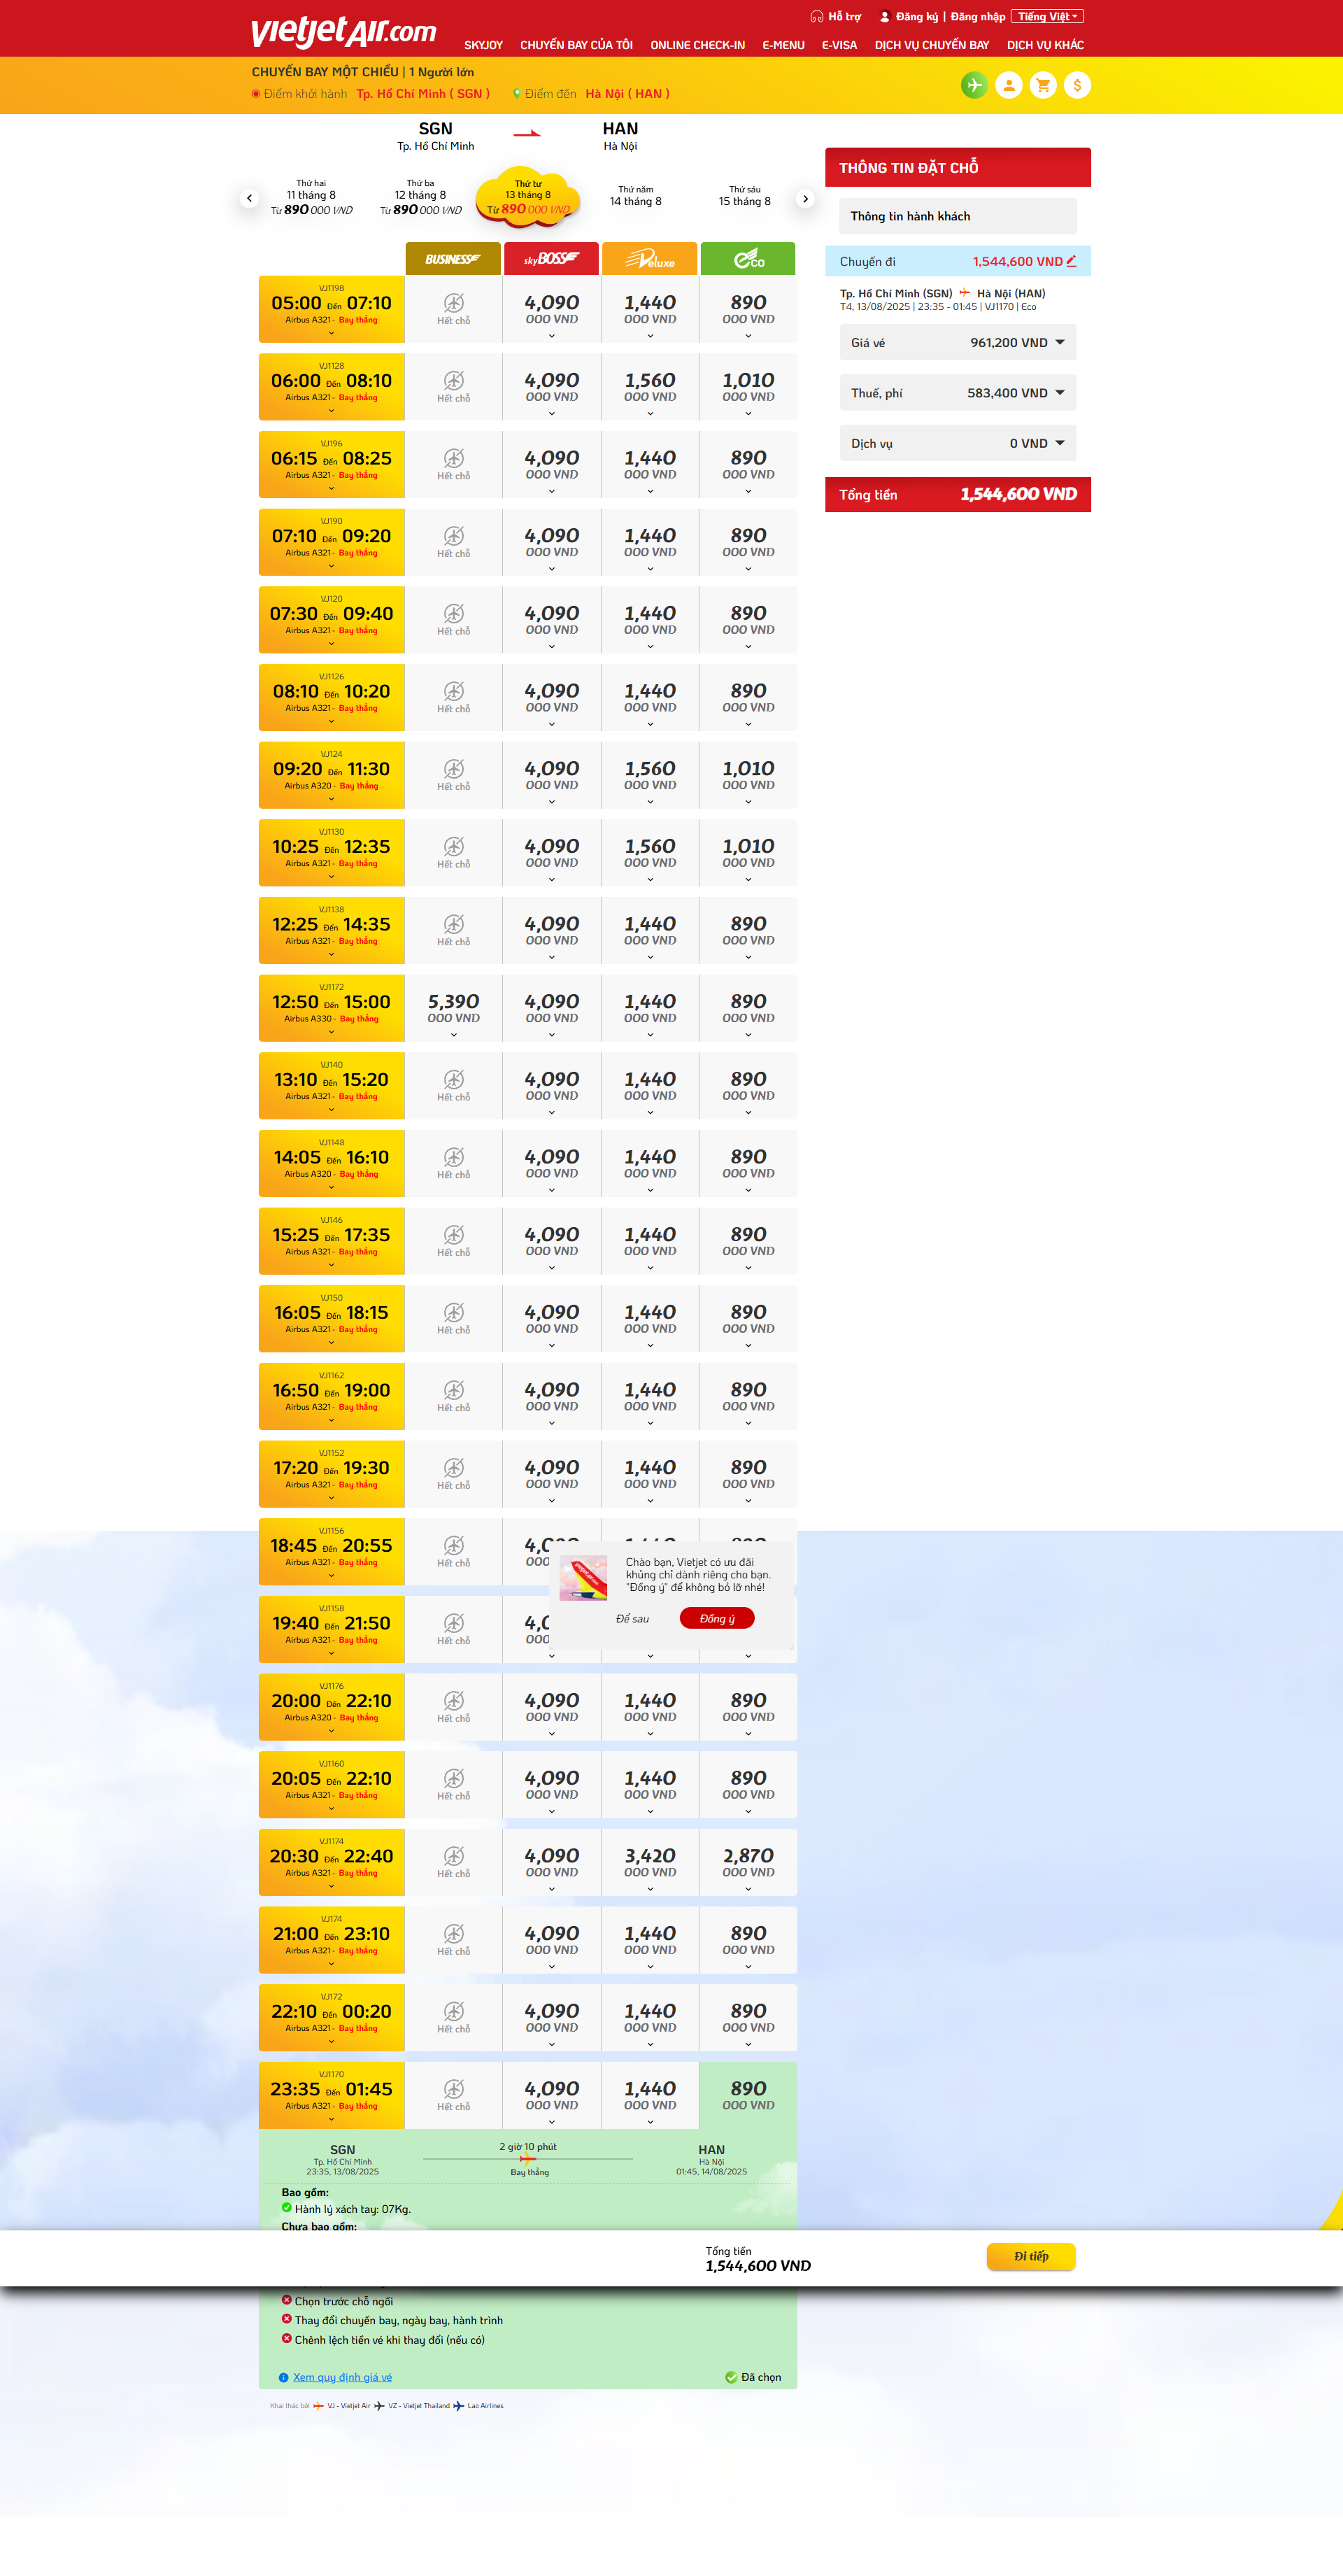 vietjetAir.com
Hỗ trợ Đăng ký | Đăng nhập Tiếng Việt
SKYJOY CHUYẾN BAY CỦA TÔI ONLINE CHECK-IN E-MENU E-VISA DỊCH VỤ CHUYẾN BAY DỊCH VỤ KHÁC
CHUYẾN BAY MỘT CHIỀU | 1 Người lớn
Điểm khởi hành Tp. Hồ Chí Minh ( SGN ) Điểm đến Hà Nội ( HAN )
SGN HAN
Tp. Hồ Chí Minh Hà Nội
Thứ hai
11 tháng 8
Từ 890 000 VND
Thứ ba
12 tháng 8
Từ 890 000 VND
Thứ tư
13 tháng 8
Từ 890 000 VND
Thứ năm
14 tháng 8
Thứ sáu
15 tháng 8
BUSINESS skyBOSS Deluxe eco
VJ1198
05:00 Đến 07:10 4,090 1,440 890
Airbus A321 - Bay thẳng Hết chỗ 000 VND 000 VND 000 VND
VJ1128
06:00 Đến 08:10 4,090 1,560 1,010
Airbus A321 - Bay thẳng Hết chỗ 000 VND 000 VND 000 VND
VJ196
06:15 Đến 08:25 4,090 1,440 890
Airbus A321 - Bay thẳng Hết chỗ 000 VND 000 VND 000 VND
VJ190
07:10 Đến 09:20 4,090 1,440 890
Airbus A321 - Bay thẳng Hết chỗ 000 VND 000 VND 000 VND
VJ120
07:30 Đến 09:40 4,090 1,440 890
Airbus A321 - Bay thẳng Hết chỗ 000 VND 000 VND 000 VND
VJ1126
08:10 Đến 10:20 4,090 1,440 890
Airbus A321 - Bay thẳng Hết chỗ 000 VND 000 VND 000 VND
VJ124
09:20 Đến 11:30 4,090 1,560 1,010
Airbus A320 - Bay thẳng Hết chỗ 000 VND 000 VND 000 VND
VJ1130
10:25 Đến 12:35 4,090 1,560 1,010
Airbus A321 - Bay thẳng Hết chỗ 000 VND 000 VND 000 VND
VJ1138
12:25 Đến 14:35 4,090 1,440 890
Airbus A321 - Bay thẳng Hết chỗ 000 VND 000 VND 000 VND
VJ1172
12:50 Đến 15:00 5,390 4,090 1,440 890
Airbus A330 - Bay thẳng 000 VND 000 VND 000 VND 000 VND
VJ140
13:10 Đến 15:20 4,090 1,440 890
Airbus A321 - Bay thẳng Hết chỗ 000 VND 000 VND 000 VND
VJ1148
14:05 Đến 16:10 4,090 1,440 890
Airbus A320 - Bay thẳng Hết chỗ 000 VND 000 VND 000 VND
VJ146
15:25 Đến 17:35 4,090 1,440 890
Airbus A321 - Bay thẳng Hết chỗ 000 VND 000 VND 000 VND
VJ150
16:05 Đến 18:15 4,090 1,440 890
Airbus A321 - Bay thẳng Hết chỗ 000 VND 000 VND 000 VND
VJ1162
16:50 Đến 19:00 4,090 1,440 890
Airbus A321 - Bay thẳng Hết chỗ 000 VND 000 VND 000 VND
VJ1152
17:20 Đến 19:30 4,090 1,440 890
Airbus A321 - Bay thẳng Hết chỗ 000 VND 000 VND 000 VND
VJ1156
18:45 Đến 20:55
Airbus A321 - Bay thẳng Hết chỗ
Chào bạn, Vietjet có ưu đãi
khủng chỉ dành riêng cho bạn.
"Đồng ý" để không bỏ lỡ nhé!
Để sau Đồng ý
VJ1158
19:40 Đến 21:50
Airbus A321 - Bay thẳng Hết chỗ
VJ1176
20:00 Đến 22:10 4,090 1,440 890
Airbus A320 - Bay thẳng Hết chỗ 000 VND 000 VND 000 VND
VJ1160
20:05 Đến 22:10 4,090 1,440 890
Airbus A321 - Bay thẳng Hết chỗ 000 VND 000 VND 000 VND
VJ1174
20:30 Đến 22:40 4,090 3,420 2,870
Airbus A321 - Bay thẳng Hết chỗ 000 VND 000 VND 000 VND
VJ174
21:00 Đến 23:10 4,090 1,440 890
Airbus A321 - Bay thẳng Hết chỗ 000 VND 000 VND 000 VND
VJ172
22:10 Đến 00:20 4,090 1,440 890
Airbus A321 - Bay thẳng Hết chỗ 000 VND 000 VND 000 VND
VJ1170
23:35 Đến 01:45 4,090 1,440 890
Airbus A321 - Bay thẳng Hết chỗ 000 VND 000 VND 000 VND
SGN 2 giờ 10 phút HAN
Tp. Hồ Chí Minh Hà Nội
23:35, 13/08/2025 Bay thẳng 01:45, 14/08/2025
Bao gồm:
Hành lý xách tay: 07Kg.
Chưa bao gồm:
Tổng tiền
1,544,600 VND
Đi tiếp
Chọn trước chỗ ngồi
Thay đổi chuyến bay, ngày bay, hành trình
Chênh lệch tiền vé khi thay đổi (nếu có)
Xem quy định giá vé Đã chọn
Khai thác bởi VJ - Vietjet Air VZ - Vietjet Thailand Lao Airlines
THÔNG TIN ĐẶT CHỖ
Thông tin hành khách
Chuyến đi 1,544,600 VND
Tp. Hồ Chí Minh (SGN) Hà Nội (HAN)
T4, 13/08/2025 | 23:35 - 01:45 | VJ1170 | Eco
Giá vé 961,200 VND
Thuế, phí 583,400 VND
Dịch vụ 0 VND
Tổng tiền 1,544,600 VND